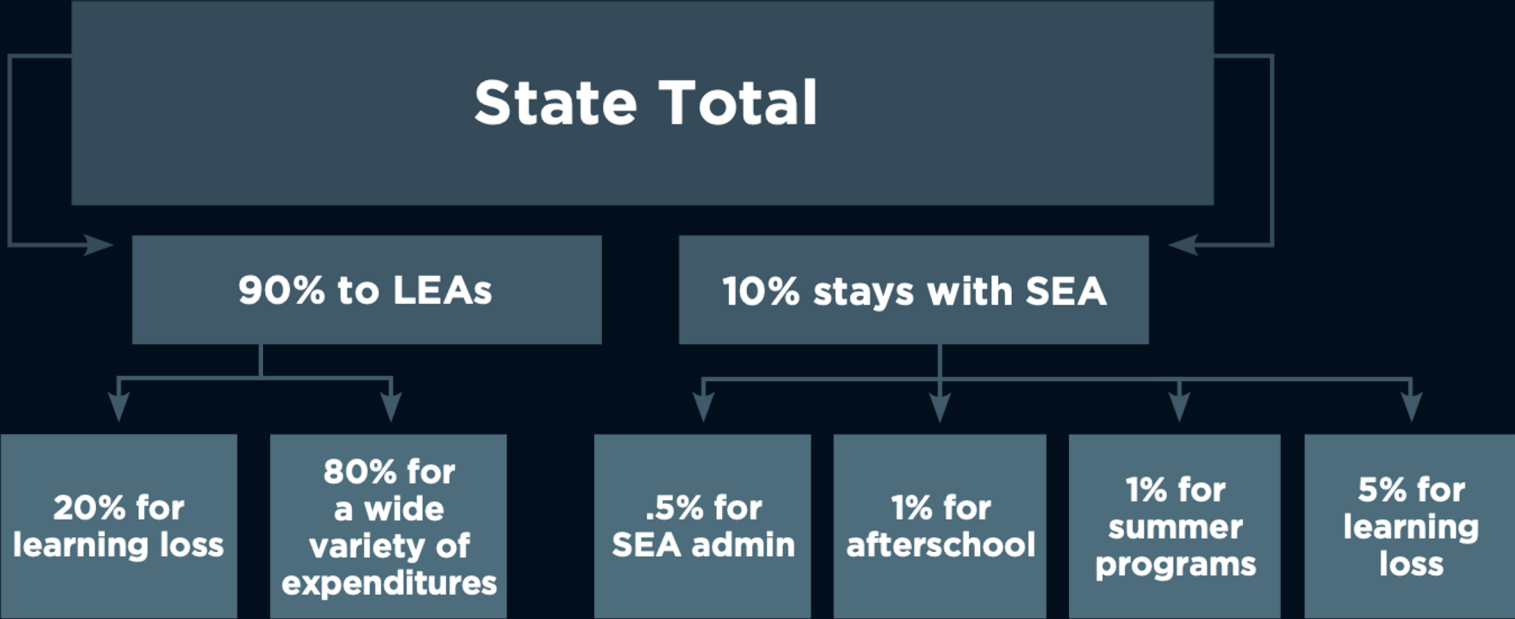 State Total
90% to LEAs
10% stays with SEA
20% for
learning loss
80% for
a wide
variety of
expenditures
.5% for
SEA admin
1% for
afterschool
1% for
summer
programs
5% for
learning
loss